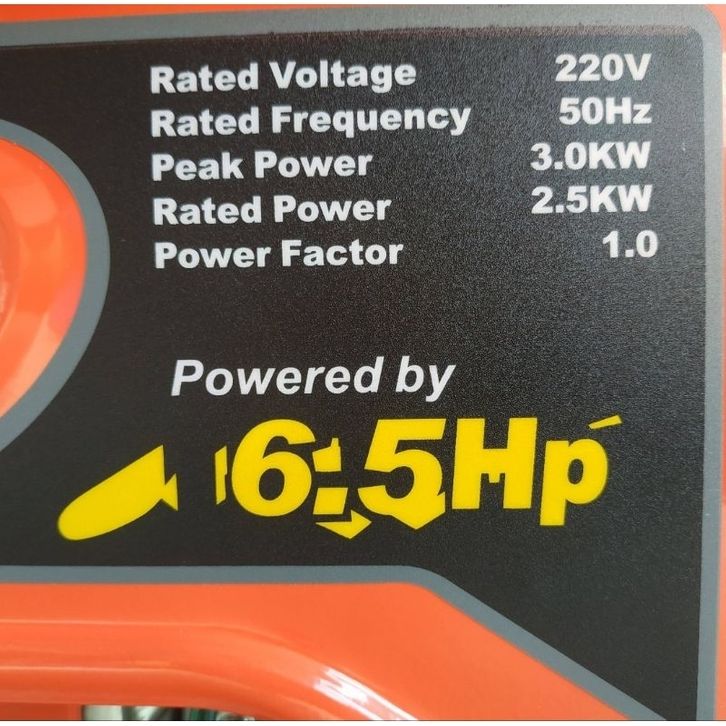 Rated Voltage 220V
Rated Frequency 50Hz
Peak Power 3.0KW
Rated Power 2.5KW
Power Factor 1.0
Powered by
6.5Hp